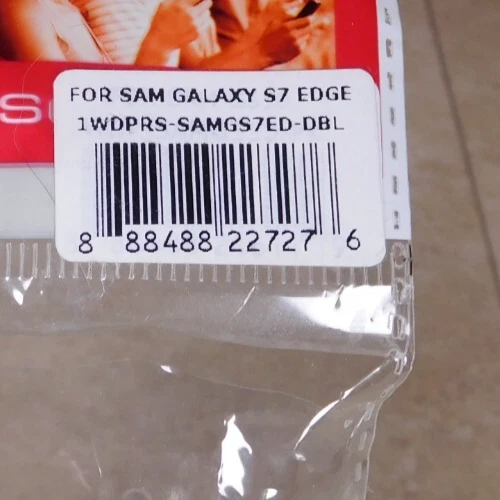 FOR SAM GALAXY S7 EDGE
1WDPRS-SAMGS7ED-DBL
8 88488 22727 6